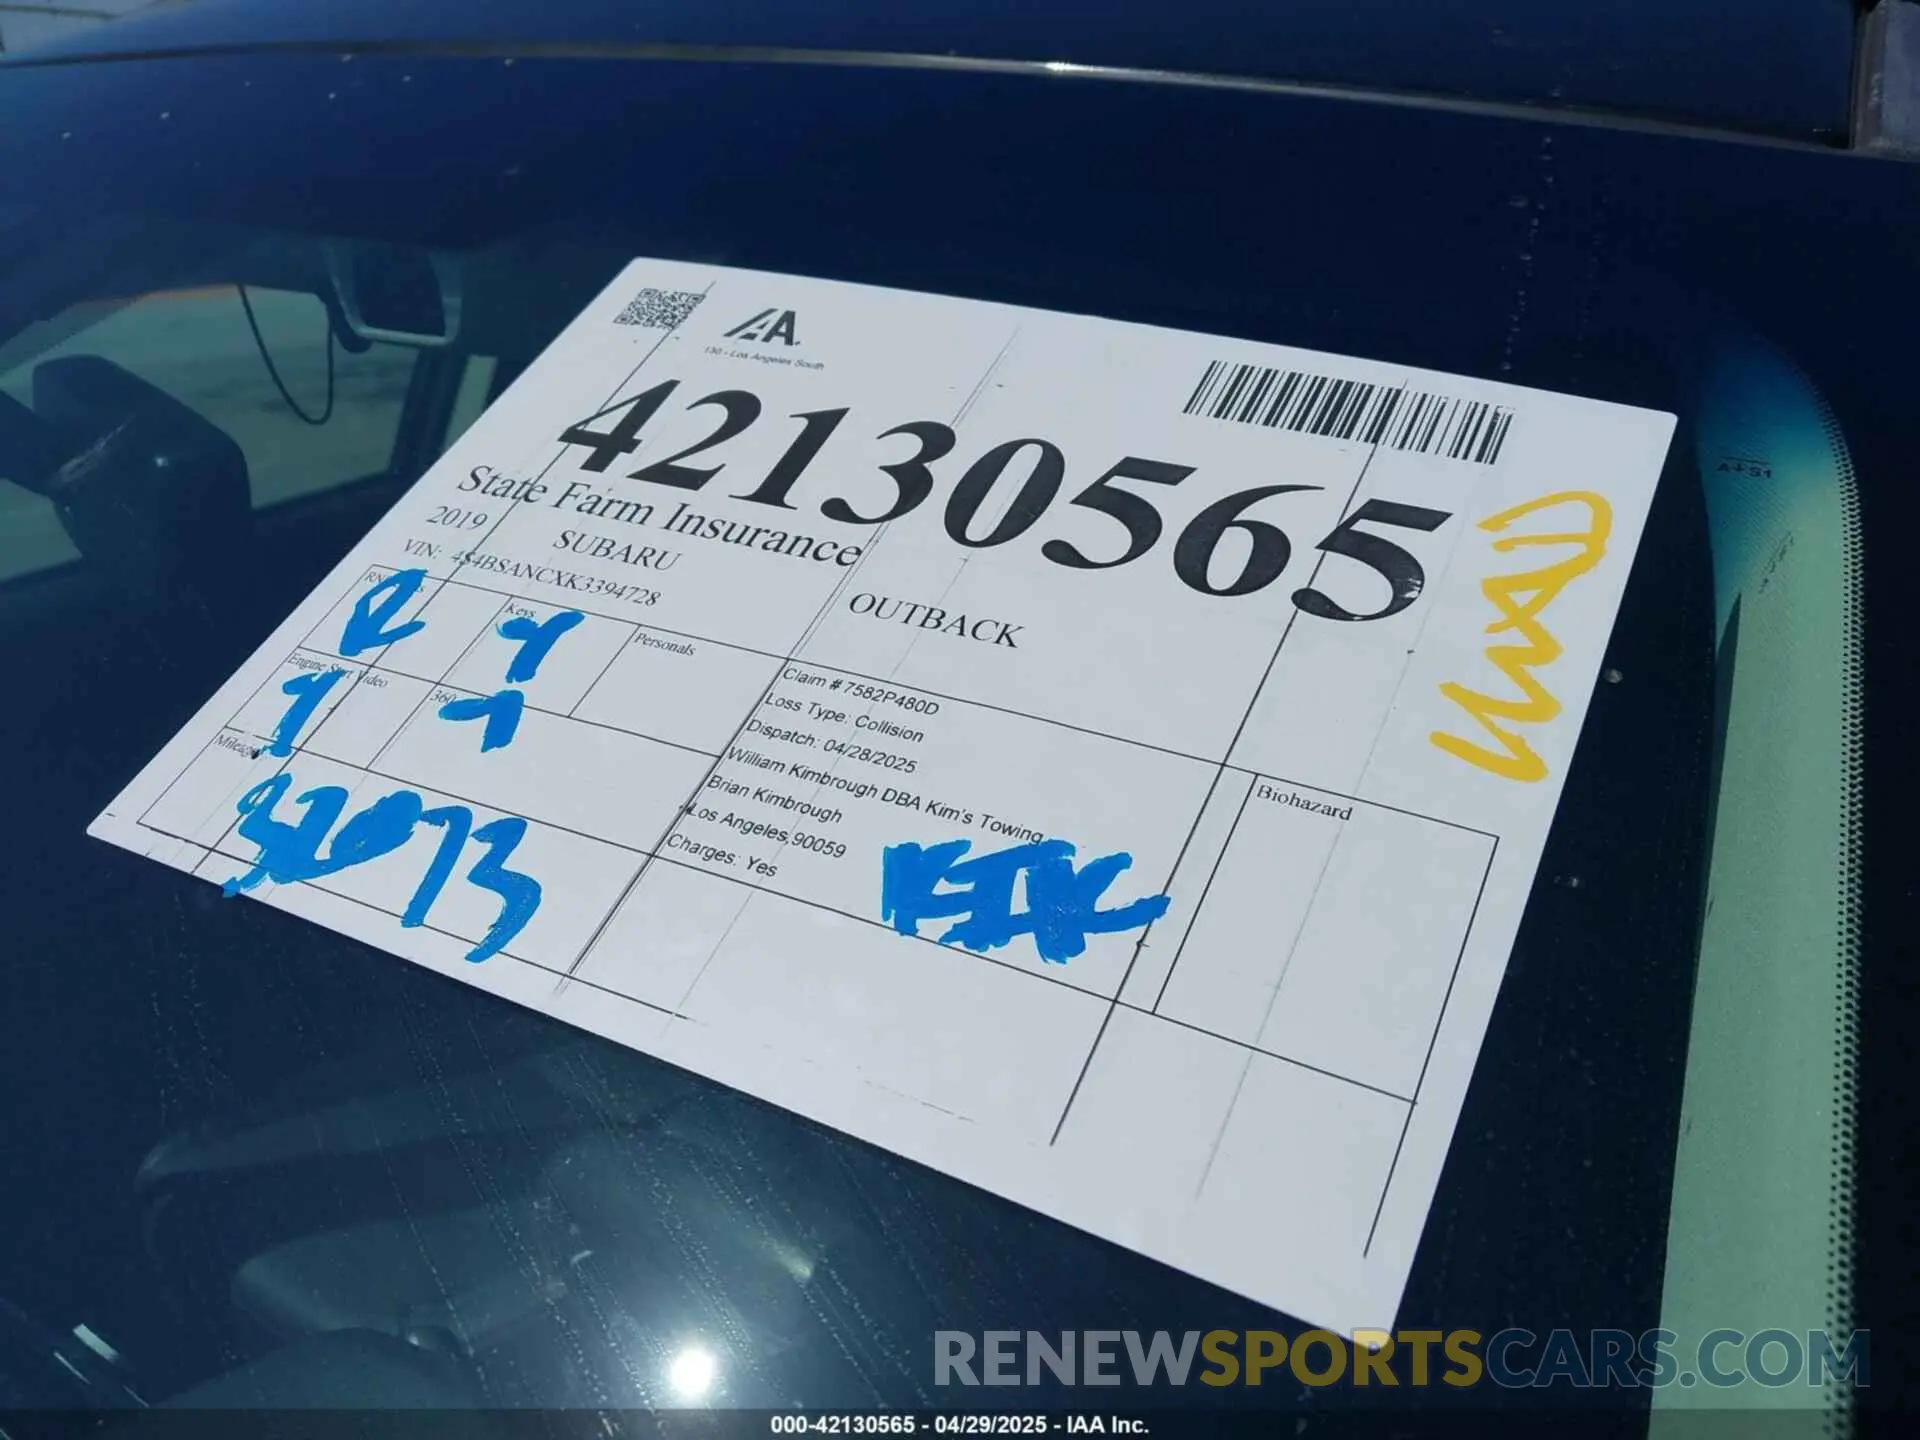 IAA
130 - Los Angeles South
42130565
State Farm Insurance
2019 SUBARU OUTBACK
VIN: 4S4BSANCXK3394728
Keys
Personals
Y
R
Engine Start Video
360
Y
Y
Mileage
Claim # 7582P480D
Loss Type: Collision
Dispatch: 04/28/2025
William Kimbrough DBA Kim's Towing
Brian Kimbrough
Los Angeles, 90059
Charges: Yes
Biohazard
A+S1
RENEWSPORTSCARS.COM
000-42130565 - 04/29/2025 - IAA Inc.